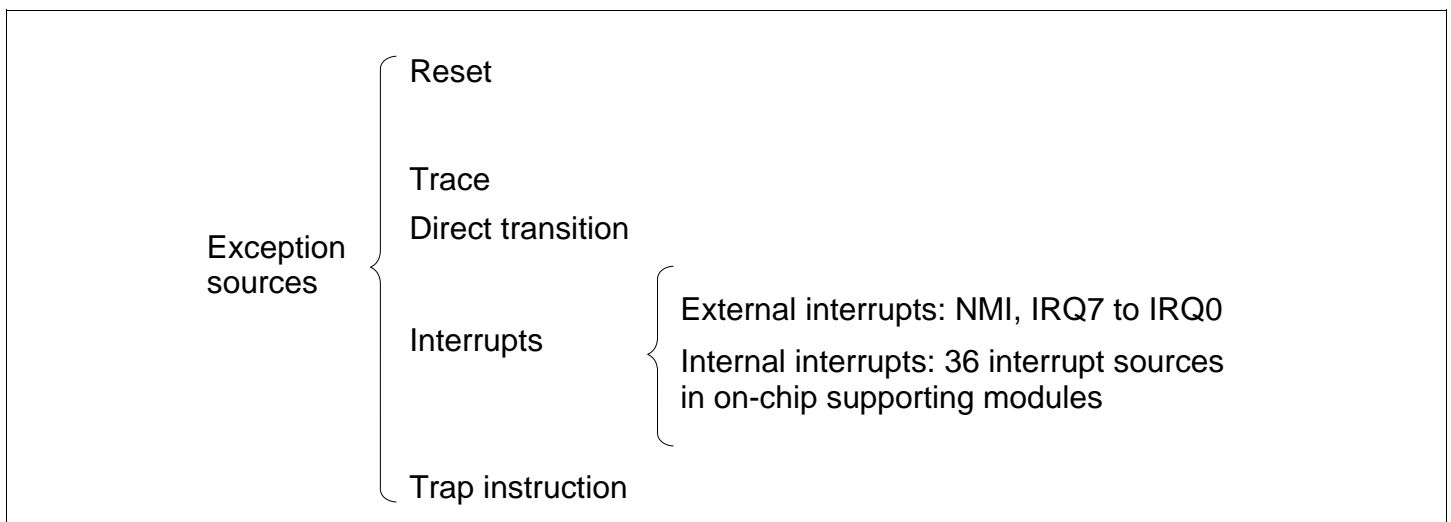 Reset
Trace
Direct transition
Exception
sources
Interrupts
External interrupts: NMI, IRQ7 to IRQ0
Internal interrupts: 36 interrupt sources
in on-chip supporting modules
Trap instruction